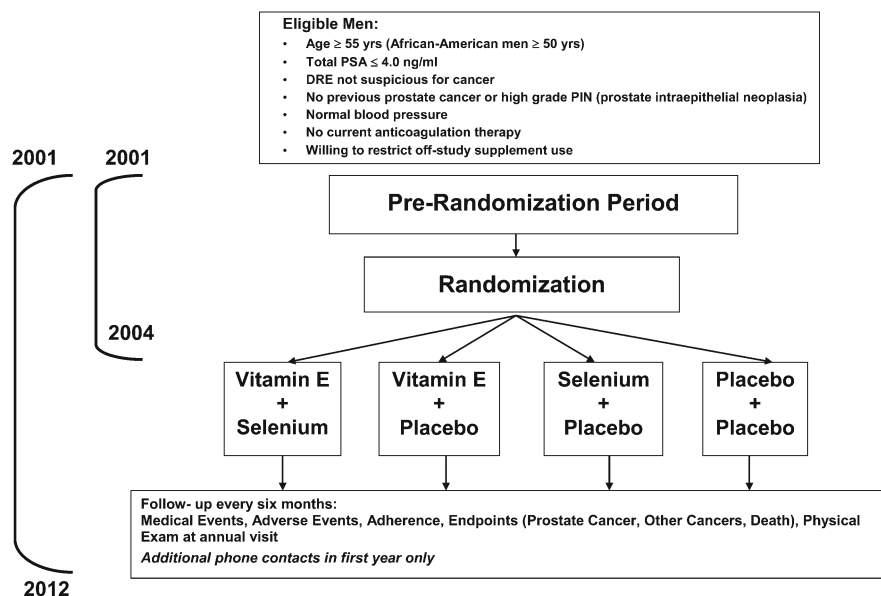 Eligible Men:
• Age ≥ 55 yrs (African-American men ≥ 50 yrs)
• Total PSA ≤ 4.0 ng/ml
• DRE not suspicious for cancer
• No previous prostate cancer or high grade PIN (prostate intraepithelial neoplasia)
• Normal blood pressure
• No current anticoagulation therapy
• Willing to restrict off-study supplement use
2001
2001
Pre-Randomization Period
Randomization
2004
Vitamin E
+
Selenium
Vitamin E
+
Placebo
Selenium
+
Placebo
Placebo
+
Placebo
Follow- up every six months:
Medical Events, Adverse Events, Adherence, Endpoints (Prostate Cancer, Other Cancers, Death), Physical
Exam at annual visit
Additional phone contacts in first year only
2012